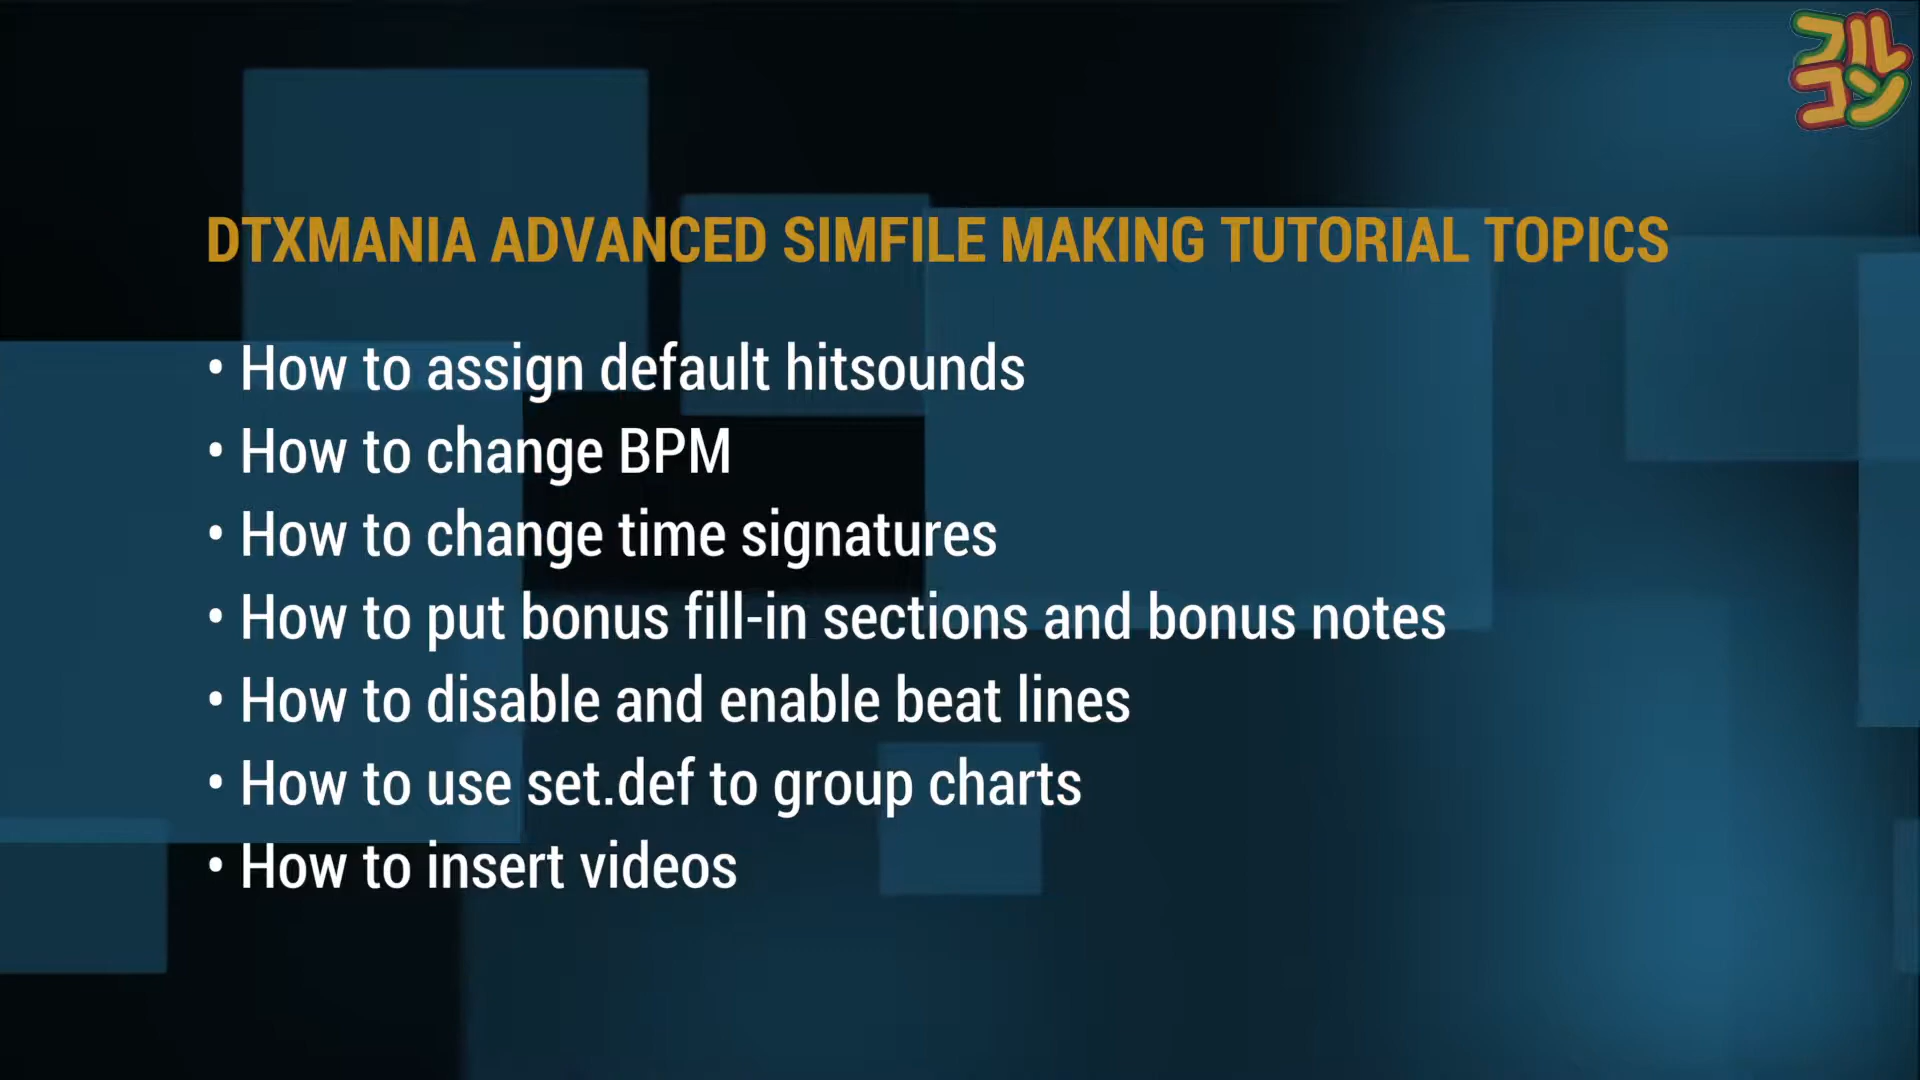 フル
コン
DTXMANIA ADVANCED SIMFILE MAKING TUTORIAL TOPICS
• How to assign default hitsounds
• How to change BPM
• How to change time signatures
• How to put bonus fill-in sections and bonus notes
• How to disable and enable beat lines
• How to use set.def to group charts
• How to insert videos